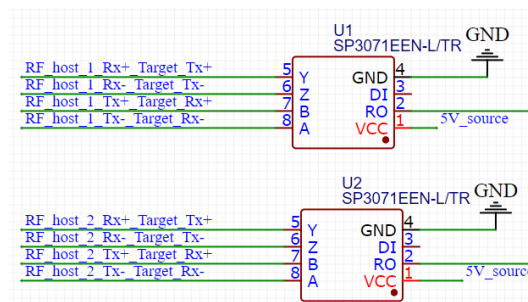 U1
SP3071EEN-L/TR
GND
RF_host_1_Rx+_Target_Tx+ 5 Y GND 4
RF_host_1_Rx-_Target_Tx- 6 Z DI 3
RF_host_1_Tx+_Target_Rx+ 7 B RO 2
RF_host_1_Tx-_Target_Rx- 8 A VCC 1 5V_source
U2
SP3071EEN-L/TR
GND
RF_host_2_Rx+_Target_Tx+ 5 Y GND 4
RF_host_2_Rx-_Target_Tx- 6 Z DI 3
RF_host_2_Tx+_Target_Rx+ 7 B RO 2
RF_host_2_Tx-_Target_Rx- 8 A VCC 1 5V_source